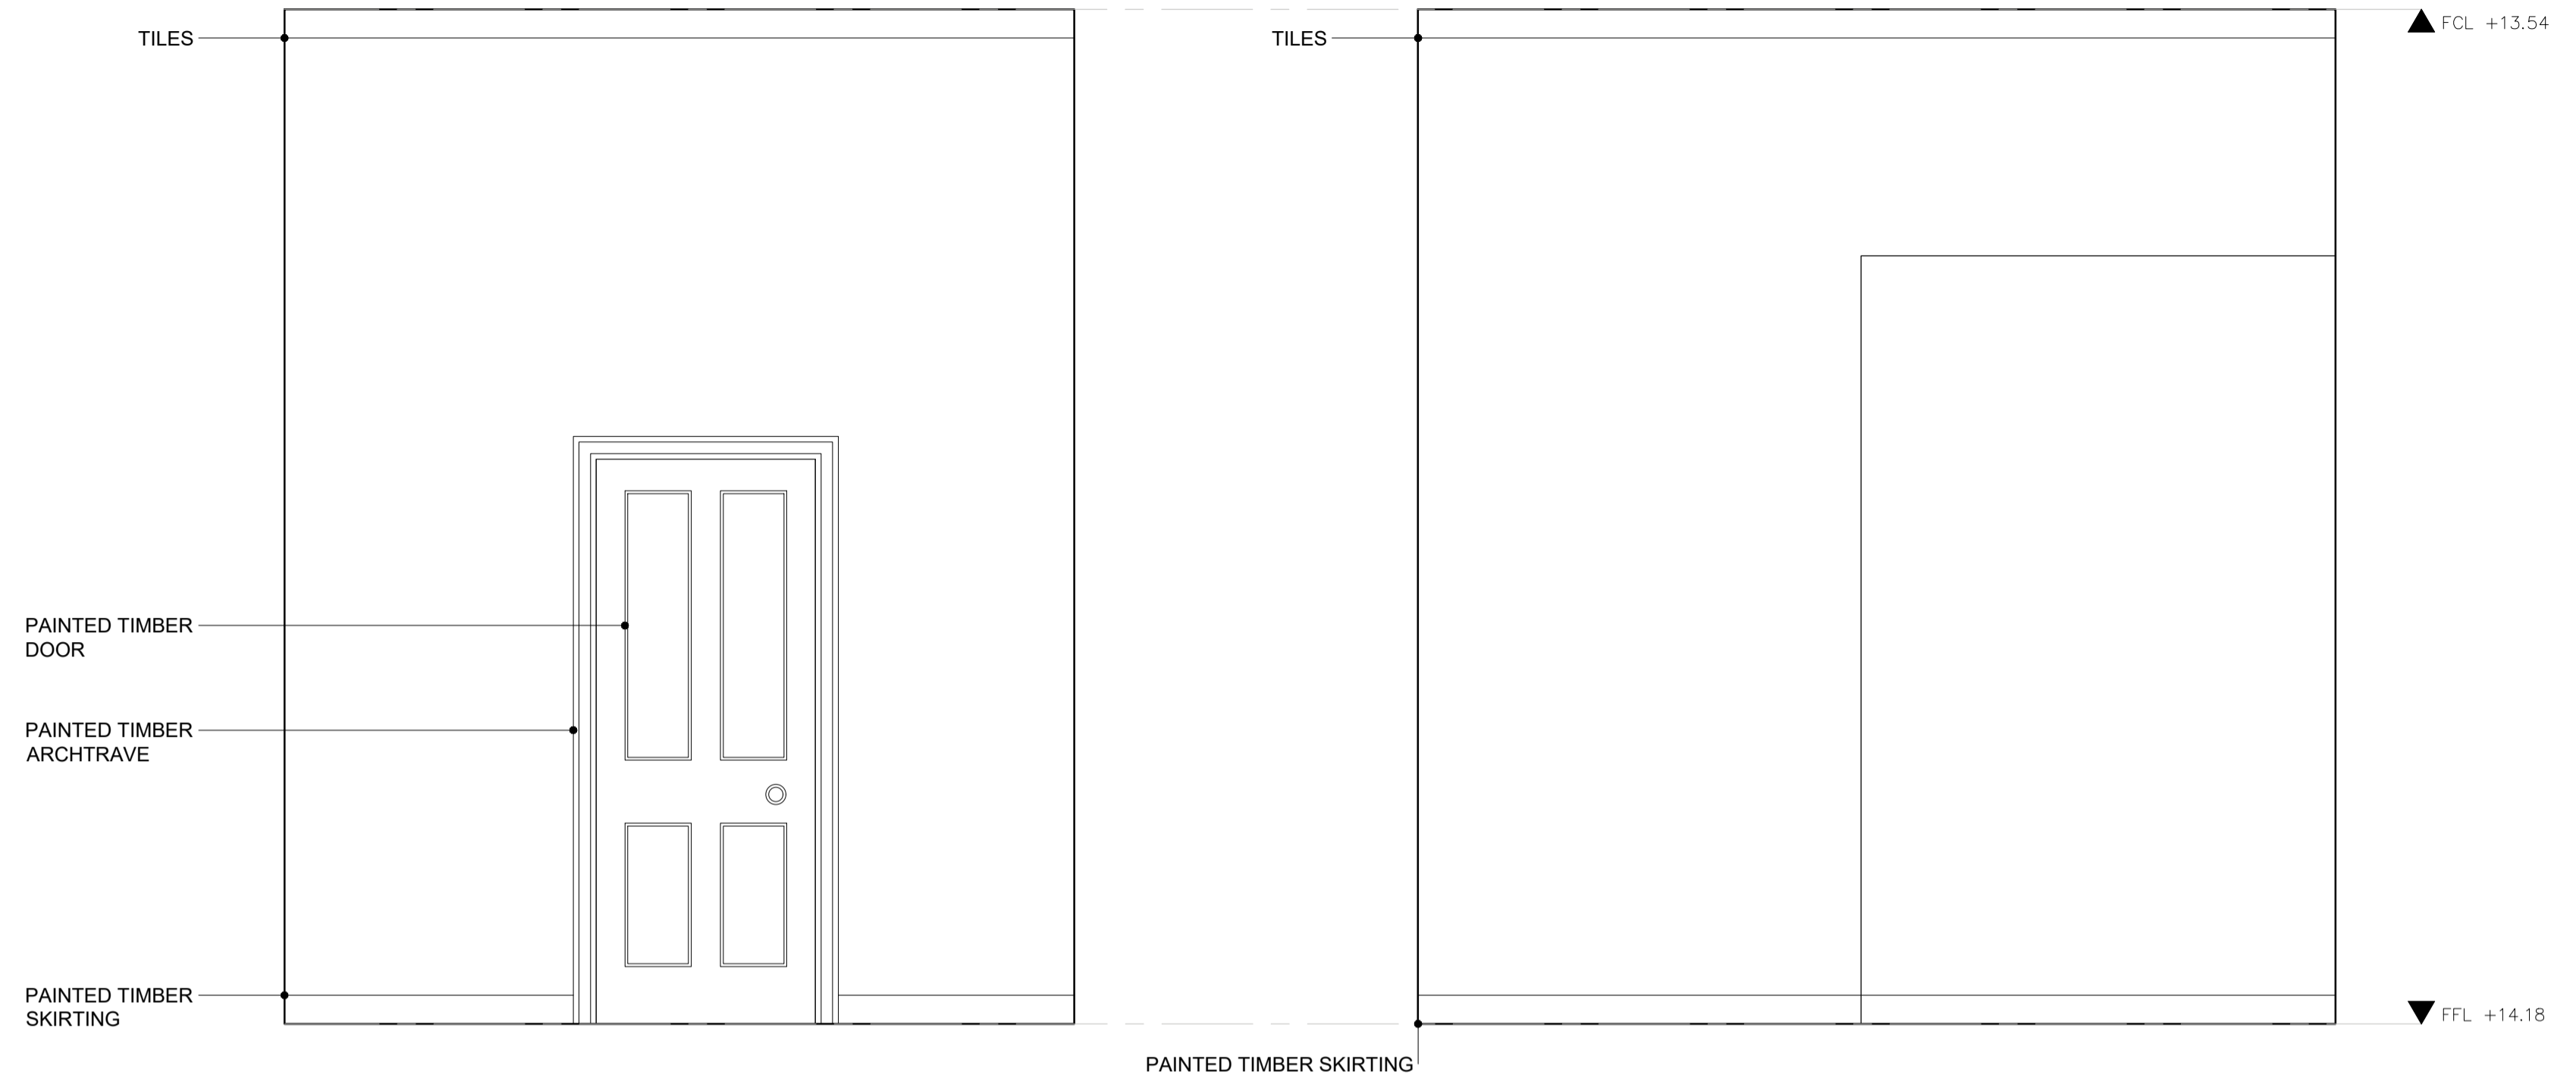 TILES
TILES
FCL +13.54
PAINTED TIMBER
DOOR
PAINTED TIMBER
ARCHTRAVE
PAINTED TIMBER
SKIRTING
FFL +14.18
PAINTED TIMBER SKIRTING